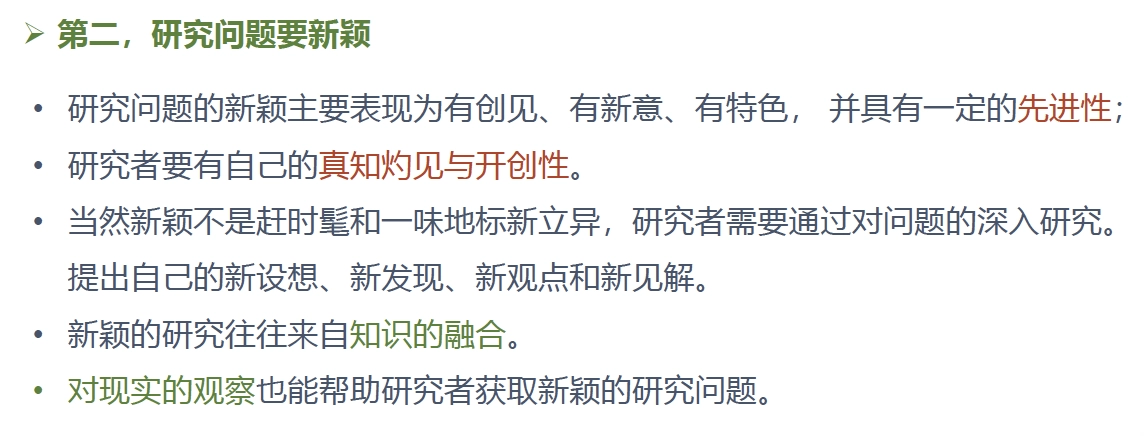 第二，研究问题要新颖
研究问题的新颖主要表现为有创见、有新意、有特色， 并具有一定的先进性；
研究者要有自己的真知灼见与开创性。
当然新颖不是赶时髦和一味地标新立异，研究者需要通过对问题的深入研究。
提出自己的新设想、新发现、新观点和新见解。
新颖的研究往往来自知识的融合。
对现实的观察也能帮助研究者获取新颖的研究问题。